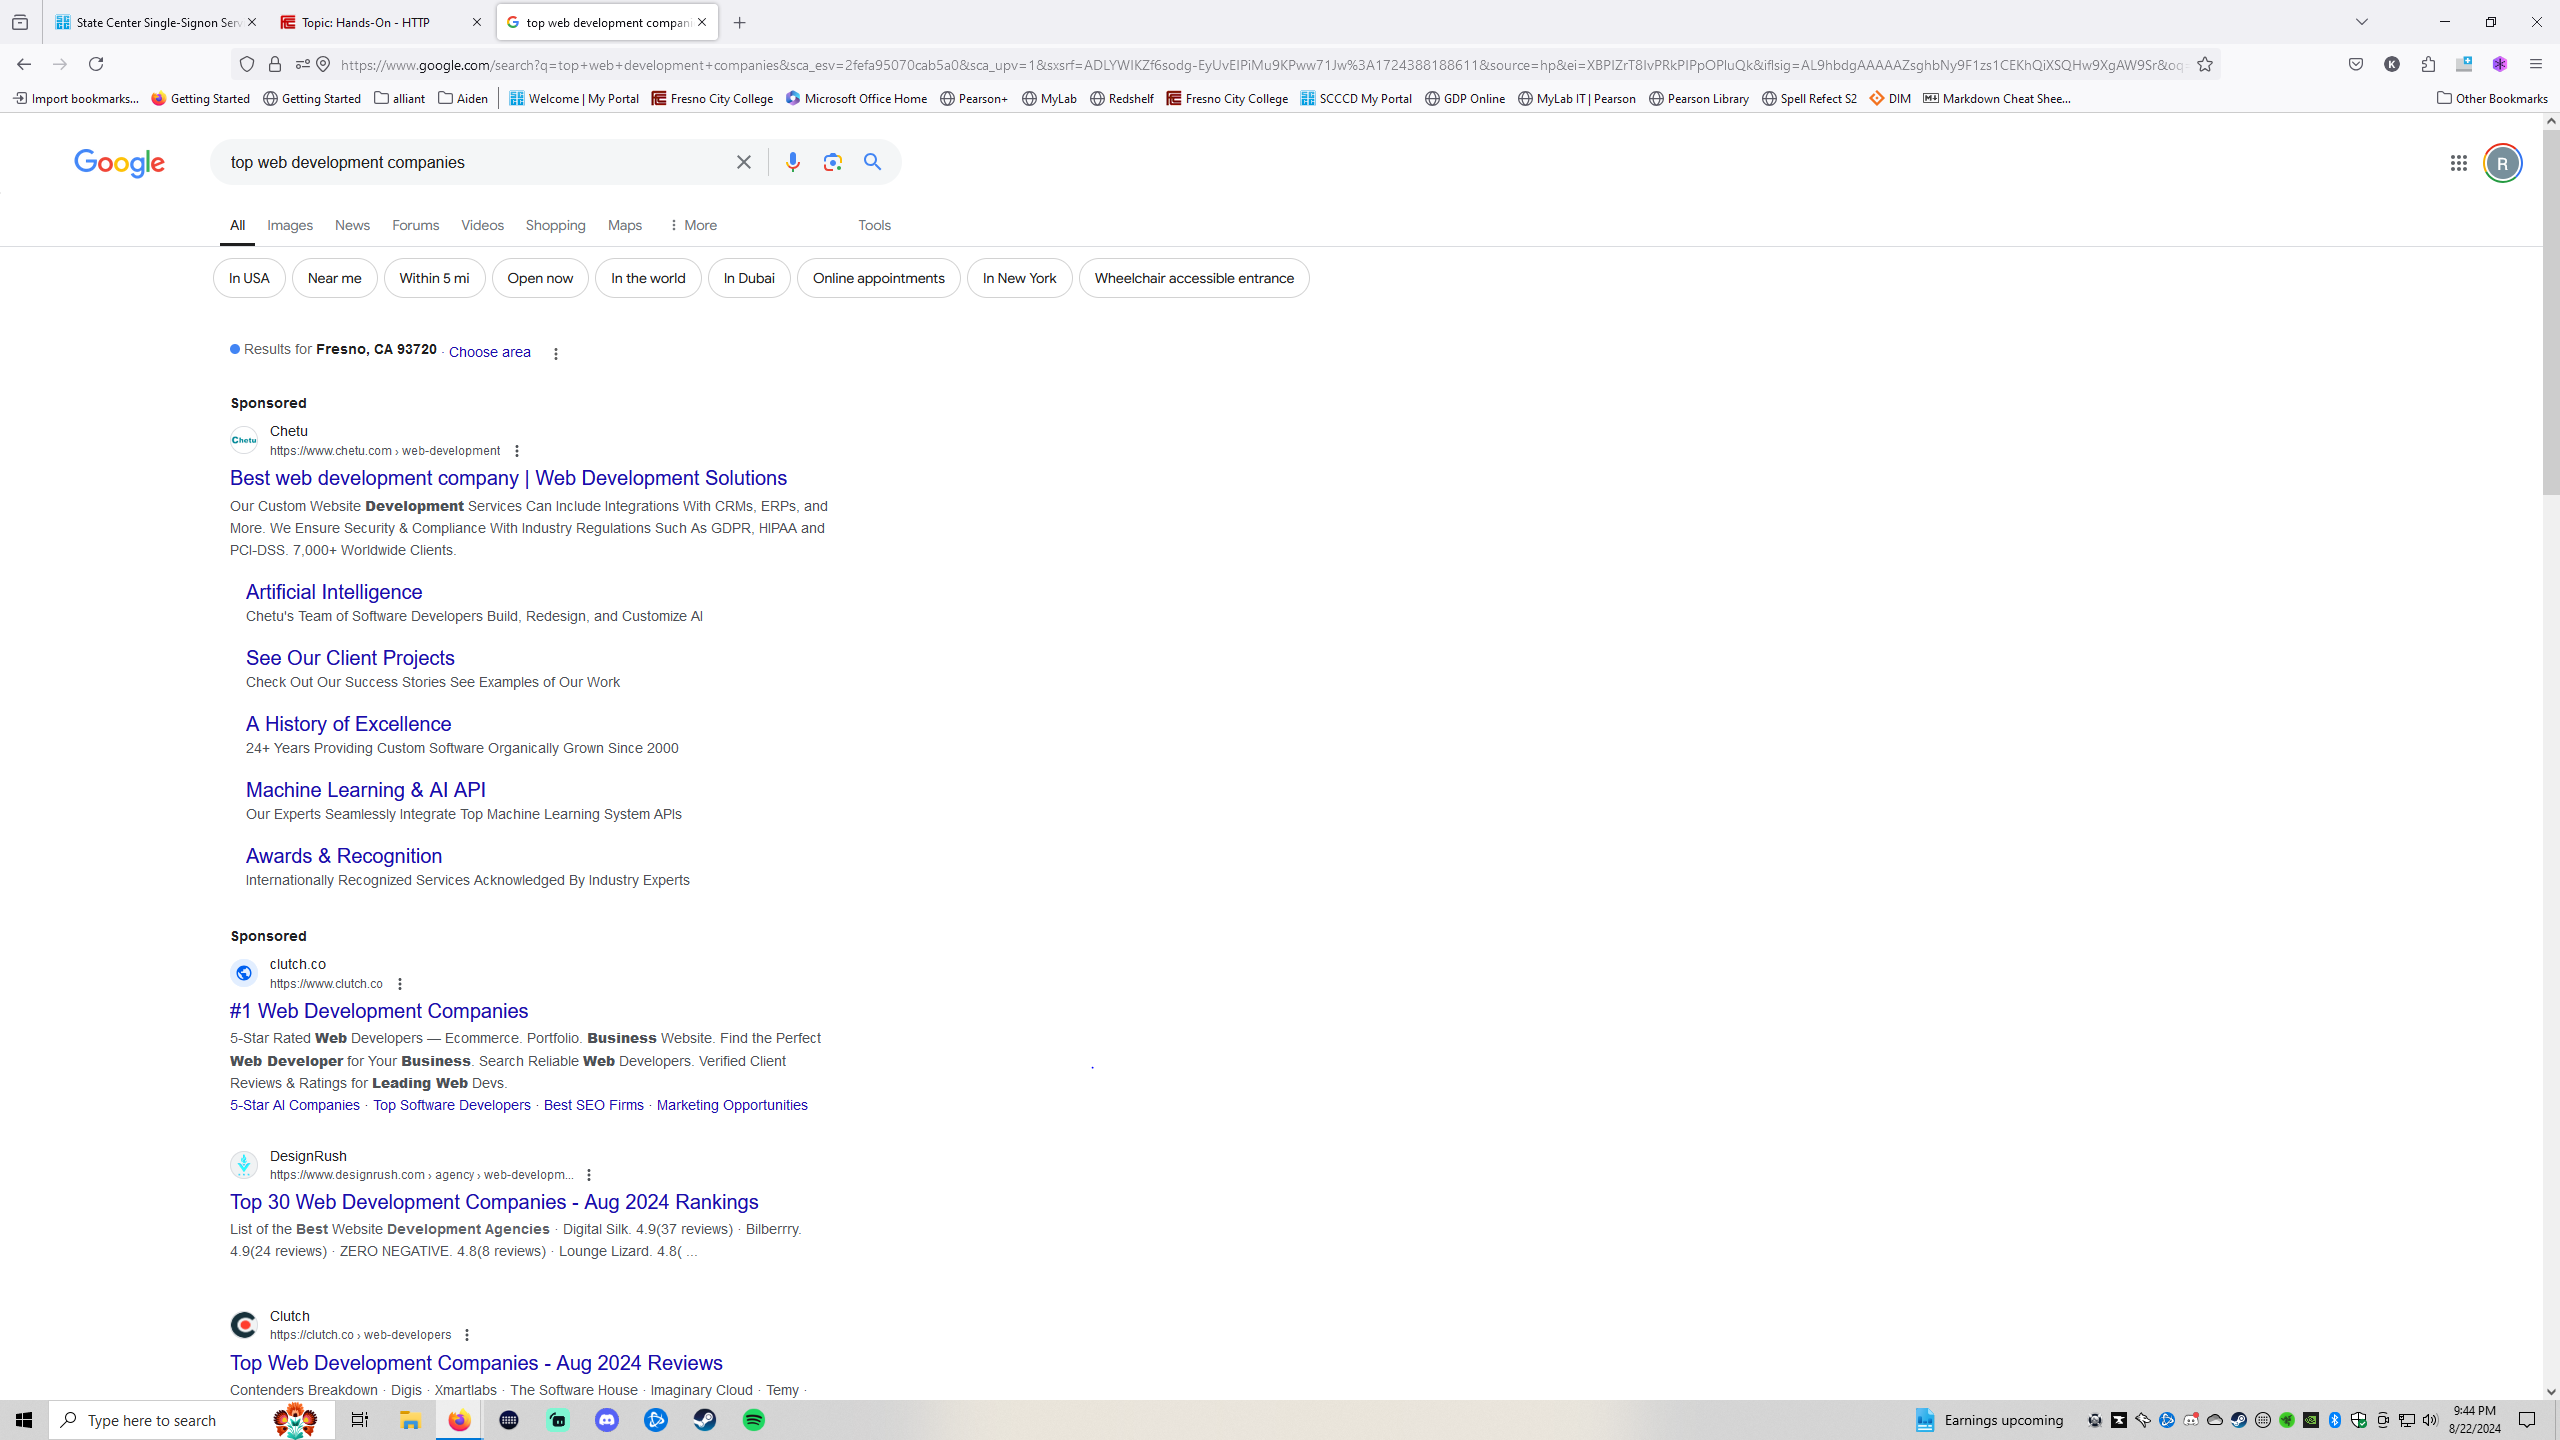 State Center Single-Signon Serv
Topic: Hands-On - HTTP
top web development compani
https://www.google.com/search?q=top+web+development+companies&sca_esv=2fefa95070cab5a0&sca_upv=1&sxsrf=ADLYWIKZf6sodg-EyUvEIPiMu9KPww71Jw%3A1724388188611&source=hp&ei=XBPIZrT8IvPRkPIPpOPluQk&iflsig=AL9hbdgAAAAAZsghbNy9F1zs1CEKhQiXSQHw9XgAW9Sr&oq=
Import bookmarks... Getting Started Getting Started alliant Aiden Welcome | My Portal Fresno City College Microsoft Office Home Pearson+ MyLab Redshelf Fresno City College SCCCD My Portal GDP Online MyLab IT | Pearson Pearson Library Spell Refect S2 DIM Markdown Cheat Shee... Other Bookmarks
Google top web development companies R
All Images News Forums Videos Shopping Maps More Tools
In USA Near me Within 5 mi Open now In the world In Dubai Online appointments In New York Wheelchair accessible entrance
Results for Fresno, CA 93720 · Choose area
Sponsored
Chetu
Chetu
https://www.chetu.com › web-development
Best web development company | Web Development Solutions
Our Custom Website Development Services Can Include Integrations With CRMs, ERPs, and
More. We Ensure Security & Compliance With Industry Regulations Such As GDPR, HIPAA and
PCI-DSS. 7,000+ Worldwide Clients.
Artificial Intelligence
Chetu's Team of Software Developers Build, Redesign, and Customize AI
See Our Client Projects
Check Out Our Success Stories See Examples of Our Work
A History of Excellence
24+ Years Providing Custom Software Organically Grown Since 2000
Machine Learning & AI API
Our Experts Seamlessly Integrate Top Machine Learning System APIs
Awards & Recognition
Internationally Recognized Services Acknowledged By Industry Experts
Sponsored
clutch.co
https://www.clutch.co
#1 Web Development Companies
5-Star Rated Web Developers — Ecommerce. Portfolio. Business Website. Find the Perfect
Web Developer for Your Business. Search Reliable Web Developers. Verified Client
Reviews & Ratings for Leading Web Devs.
5-Star AI Companies · Top Software Developers · Best SEO Firms · Marketing Opportunities
DesignRush
https://www.designrush.com › agency › web-developm...
Top 30 Web Development Companies - Aug 2024 Rankings
List of the Best Website Development Agencies · Digital Silk. 4.9(37 reviews) · Bilberrry.
4.9(24 reviews) · ZERO NEGATIVE. 4.8(8 reviews) · Lounge Lizard. 4.8( ...
Clutch
https://clutch.co › web-developers
Top Web Development Companies - Aug 2024 Reviews
Contenders Breakdown · Digis · Xmartlabs · The Software House · Imaginary Cloud · Temy ·
Type here to search
Earnings upcoming
9:44 PM
8/22/2024